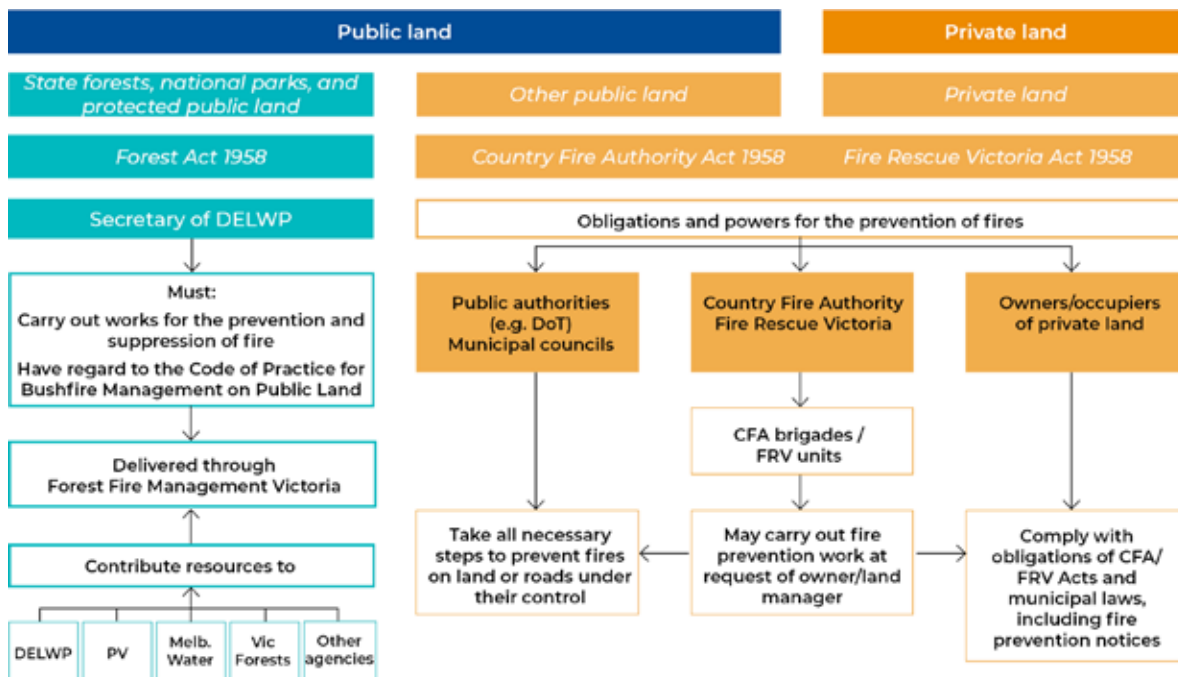 Public land
Private land
State forests, national parks, and
protected public land
Other public land
Private land
Forest Act 1958
Country Fire Authority Act 1958
Fire Rescue Victoria Act 1958
Secretary of DELWP
Obligations and powers for the prevention of fires
Must:
Carry out works for the prevention and
suppression of fire
Have regard to the Code of Practice for
Bushfire Management on Public Land
Public authorities
(e.g. DoT)
Municipal councils
Country Fire Authority
Fire Rescue Victoria
Owners/occupiers
of private land
CFA brigades /
FRV units
Delivered through
Forest Fire Management Victoria
Take all necessary
steps to prevent fires
on land or roads under
their control
May carry out fire
prevention work at
request of owner/land
manager
Comply with
obligations of CFA/
FRV Acts and
municipal laws,
including fire
prevention notices
Contribute resources to
DELWP
PV
Melb.
Water
Vic
Forests
Other
agencies